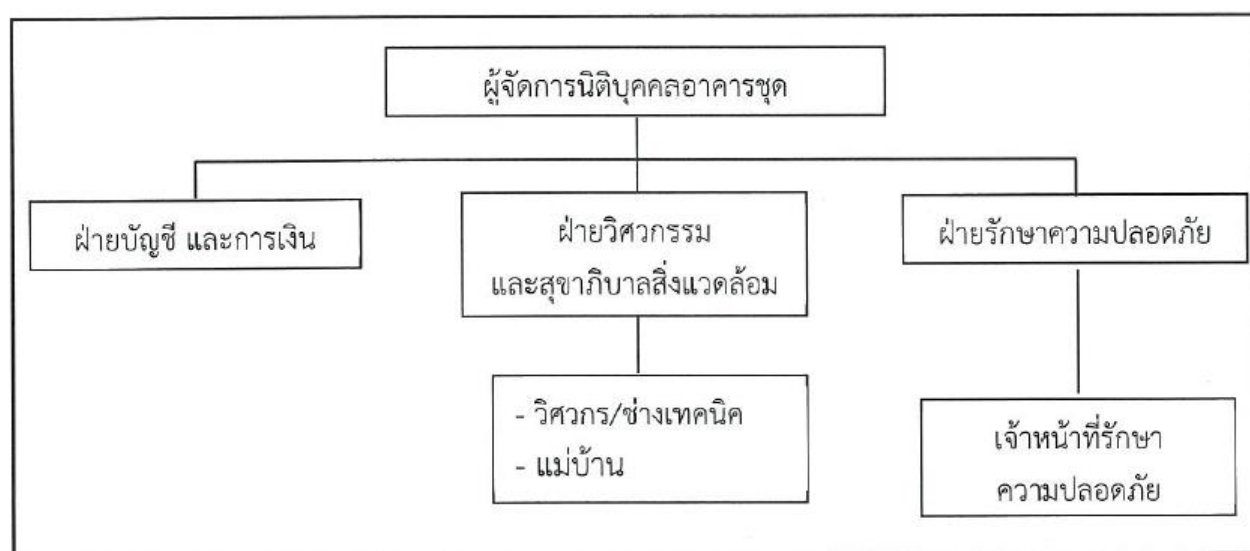 ผู้จัดการนิติบุคคลอาคารชุด
ฝ่ายบัญชี และการเงิน
ฝ่ายวิศวกรรม
และสุขาภิบาลสิ่งแวดล้อม
ฝ่ายรักษาความปลอดภัย
- วิศวกร/ช่างเทคนิค
- แม่บ้าน
เจ้าหน้าที่รักษา
ความปลอดภัย